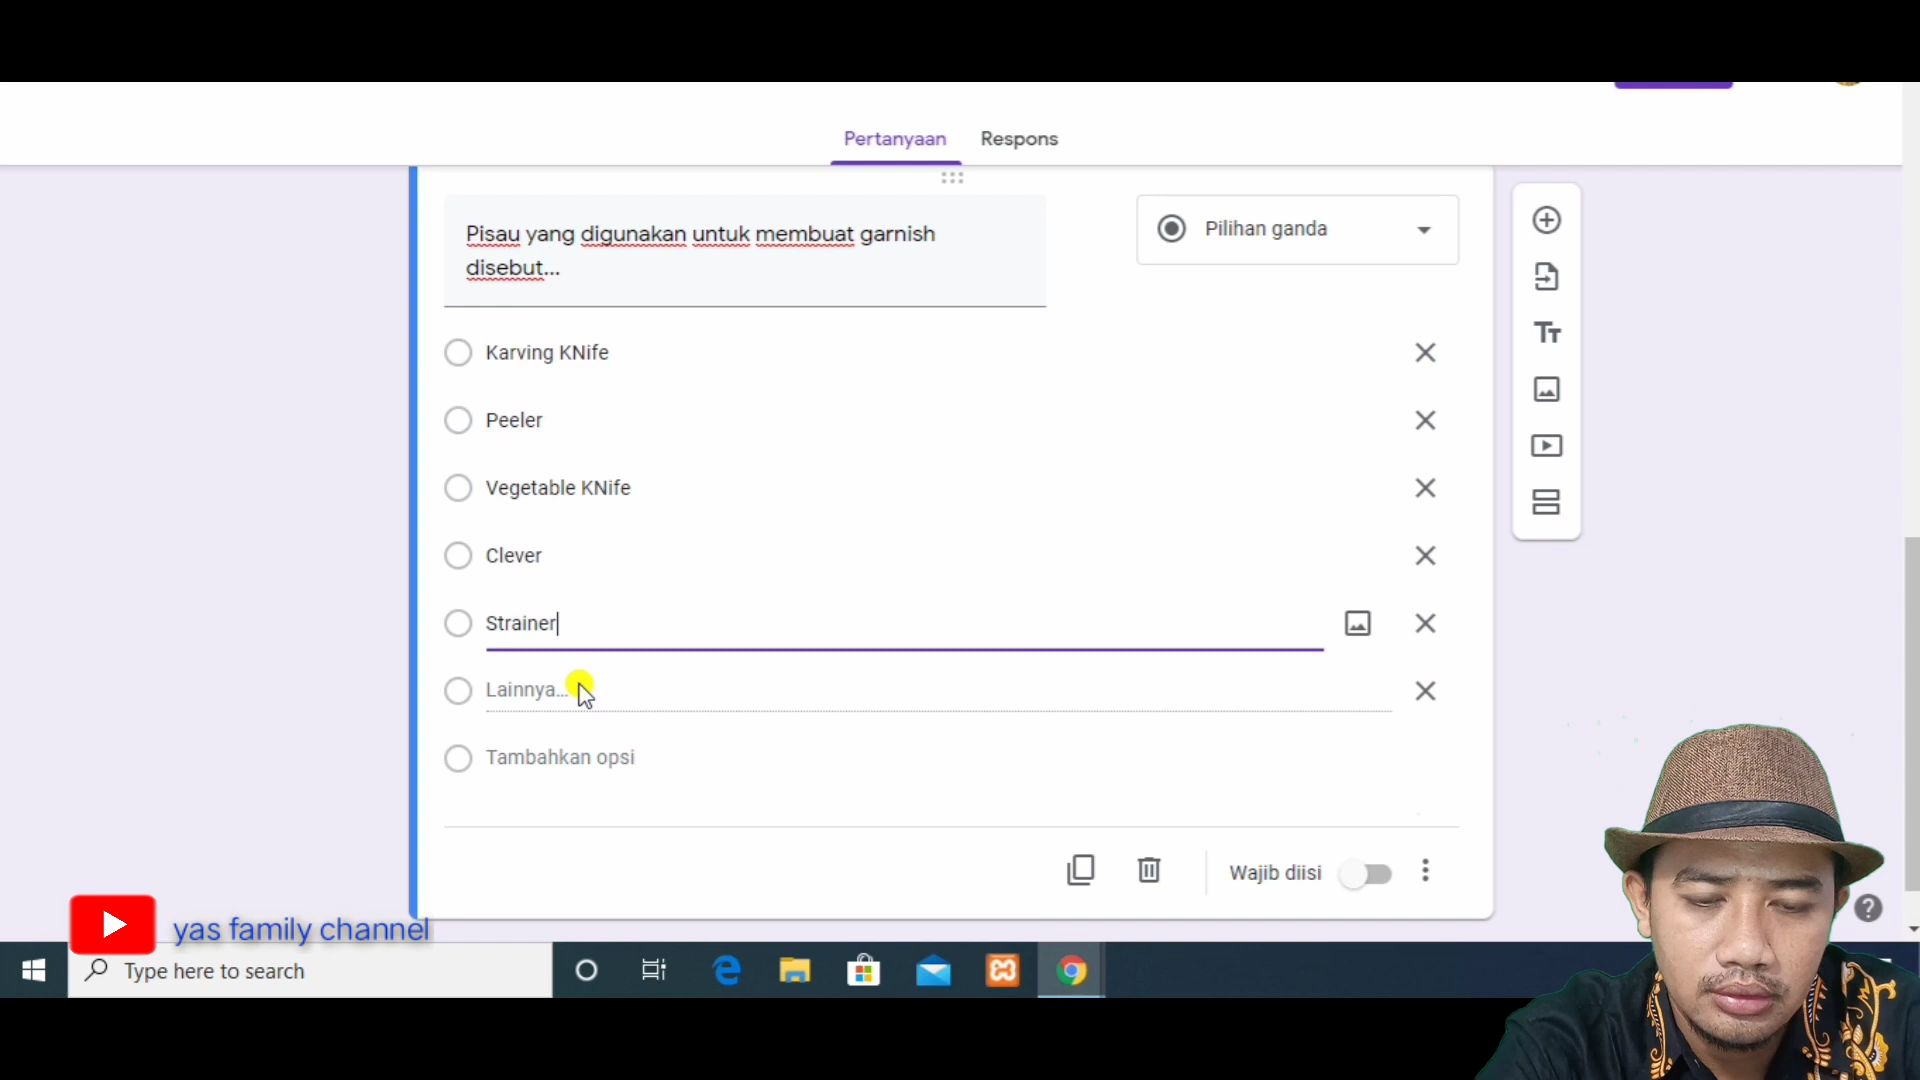 Pertanyaan Respons
Pisau yang digunakan untuk membuat garnish
disebut...
Pilihan ganda
Karving KNife
Peeler
Vegetable KNife
Clever
Strainer
Lainnya...
Tambahkan opsi
Wajib diisi
yas family channel
Type here to search